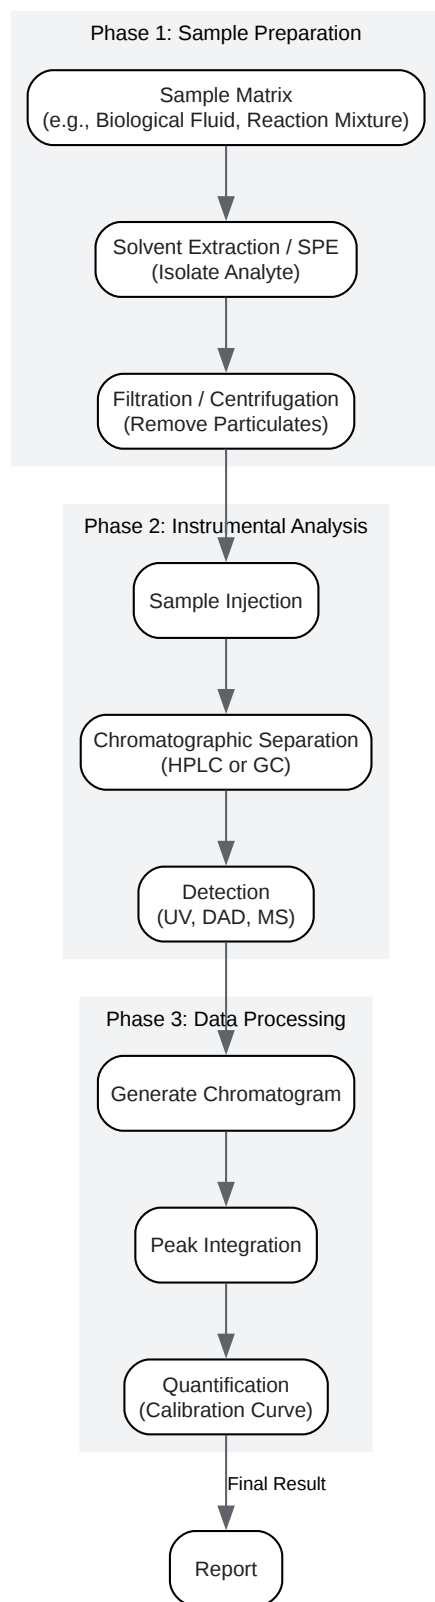 Phase 1: Sample Preparation
Sample Matrix
(e.g., Biological Fluid, Reaction Mixture)
Solvent Extraction / SPE
(Isolate Analyte)
Filtration / Centrifugation
(Remove Particulates)
Phase 2: Instrumental Analysis
Sample Injection
Chromatographic Separation
(HPLC or GC)
Detection
(UV, DAD, MS)
Phase 3: Data Processing
Generate Chromatogram
Peak Integration
Quantification
(Calibration Curve)
Final Result
Report